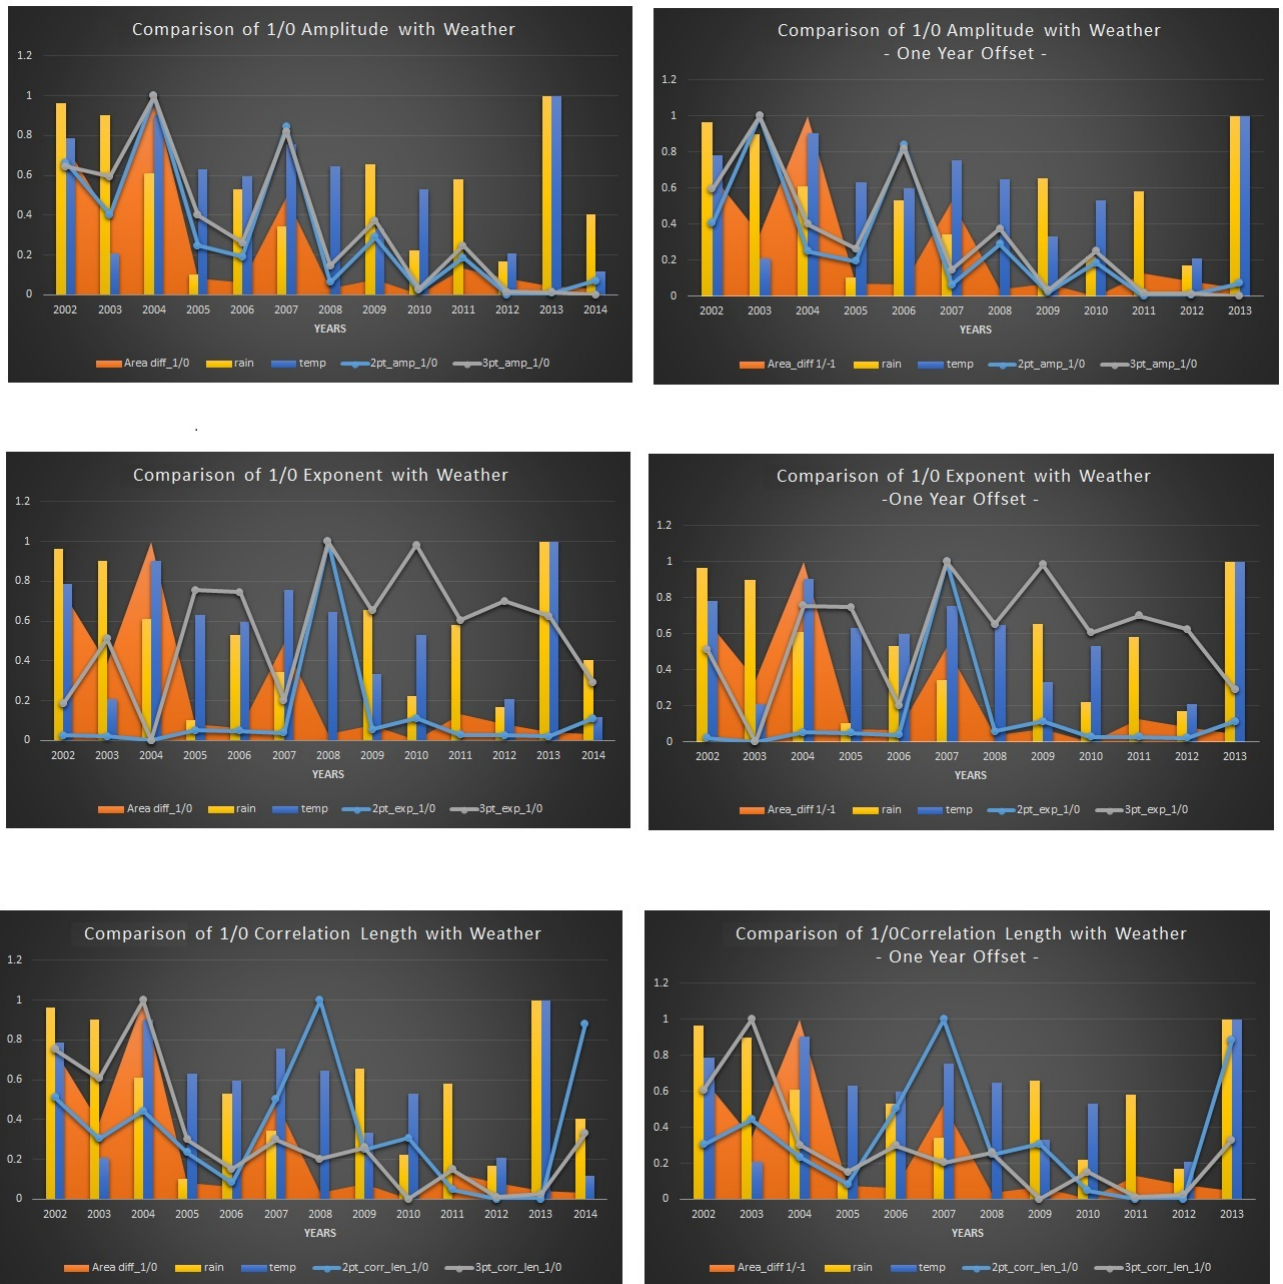 Comparison of 1/0 Amplitude with Weather
1.2
1
0.8
0.6
0.4
0.2
0
2002 2003 2004 2005 2006 2007 2008 2009 2010 2011 2012 2013 2014
YEARS
Area diff_1/0 rain temp 2pt_amp_1/0 3pt_amp_1/0
Comparison of 1/0 Amplitude with Weather
- One Year Offset -
1.2
1
0.8
0.6
0.4
0.2
0
2002 2003 2004 2005 2006 2007 2008 2009 2010 2011 2012 2013
YEARS
Area_diff 1/-1 rain temp 2pt_amp_1/0 3pt_amp_1/0
Comparison of 1/0 Exponent with Weather
1.2
1
0.8
0.6
0.4
0.2
0
2002 2003 2004 2005 2006 2007 2008 2009 2010 2011 2012 2013 2014
YEARS
Area diff_1/0 rain temp 2pt_exp_1/0 3pt_exp_1/0
Comparison of 1/0 Exponent with Weather
-One Year Offset -
1.2
1
0.8
0.6
0.4
0.2
0
2002 2003 2004 2005 2006 2007 2008 2009 2010 2011 2012 2013
YEARS
Area_diff 1/-1 rain temp 2pt_exp_1/0 3pt_exp_1/0
Comparison of 1/0 Correlation Length with Weather
1.2
1
0.8
0.6
0.4
0.2
0
2002 2003 2004 2005 2006 2007 2008 2009 2010 2011 2012 2013 2014
YEARS
Area diff_1/0 rain temp 2pt_corr_len_1/0 3pt_corr_len_1/0
Comparison of 1/0Correlation Length with Weather
- One Year Offset -
1.2
1
0.8
0.6
0.4
0.2
0
2002 2003 2004 2005 2006 2007 2008 2009 2010 2011 2012 2013
YEARS
Area_diff 1/-1 rain temp 2pt_corr_len_1/0 3pt_corr_len_1/0